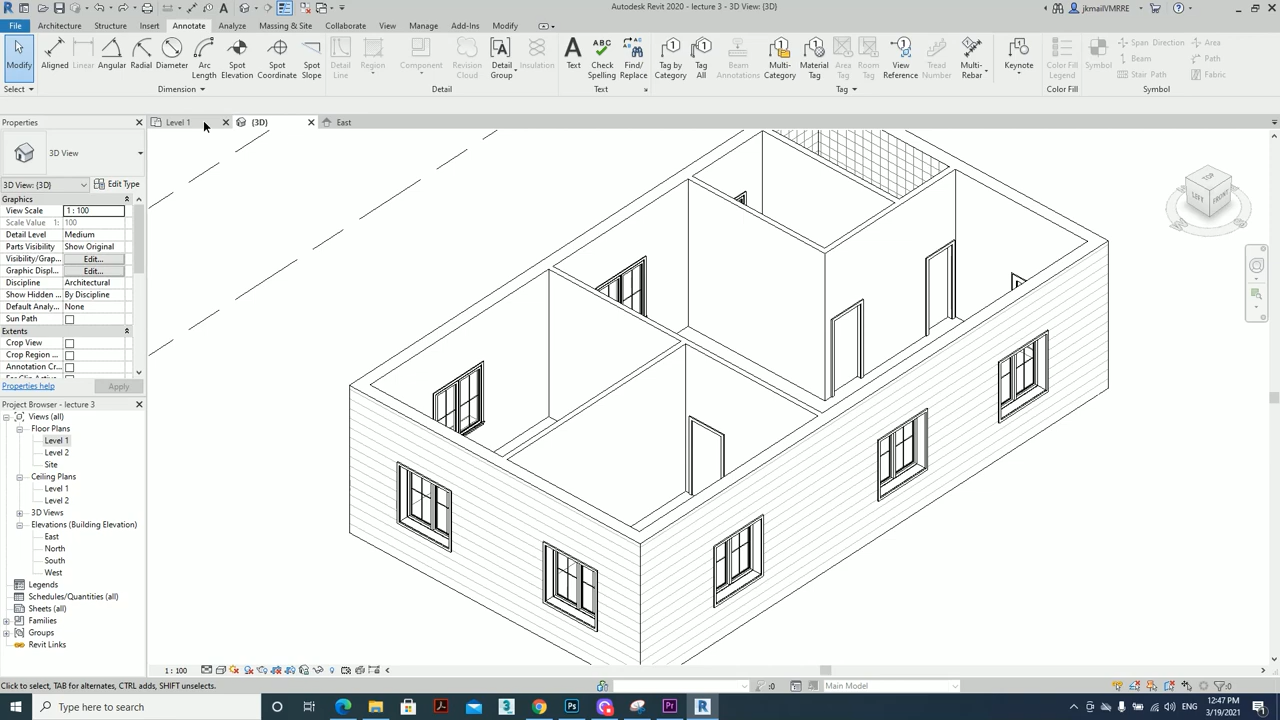 Autodesk Revit 2020 - lecture 3 - 3D View: {3D}
jkmailVMRRE
File Architecture Structure Insert Annotate Analyze Massing & Site Collaborate View Manage Add-Ins Modify
Modify Aligned Linear Angular Radial Diameter Arc Length Spot Elevation Spot Coordinate Spot Slope
Detail Line Region Component Revision Cloud Detail Group Insulation
Text Check Spelling Find/ Replace
Tag by Category Tag All Beam Annotations Multi- Category Material Tag Area Tag Room Tag View Reference Tread Number Multi- Rebar
Keynote Color Fill Legend Symbol
Span Direction Area
Beam Path
Stair Path Fabric
Select Dimension Detail Text Tag Color Fill Symbol
Properties
Level 1 {3D} East
3D View
3D View: {3D} Edit Type
Graphics
View Scale 1 : 100
Scale Value 1: 100
Detail Level Medium
Parts Visibility Show Original
Visibility/Grap... Edit...
Graphic Displ... Edit...
Discipline Architectural
Show Hidden ... By Discipline
Default Analy... None
Sun Path
Extents
Crop View
Crop Region ...
Annotation Cr...
Properties help Apply
Project Browser - lecture 3
Views (all)
Floor Plans
Level 1
Level 2
Site
Ceiling Plans
Level 1
Level 2
3D Views
Elevations (Building Elevation)
East
North
South
West
Legends
Schedules/Quantities (all)
Sheets (all)
Families
Groups
Revit Links
TOP
LEFT
FRONT
1 : 100
Click to select, TAB for alternates, CTRL adds, SHIFT unselects.
:0
Main Model
:0
Type here to search
12:47 PM
3/19/2021